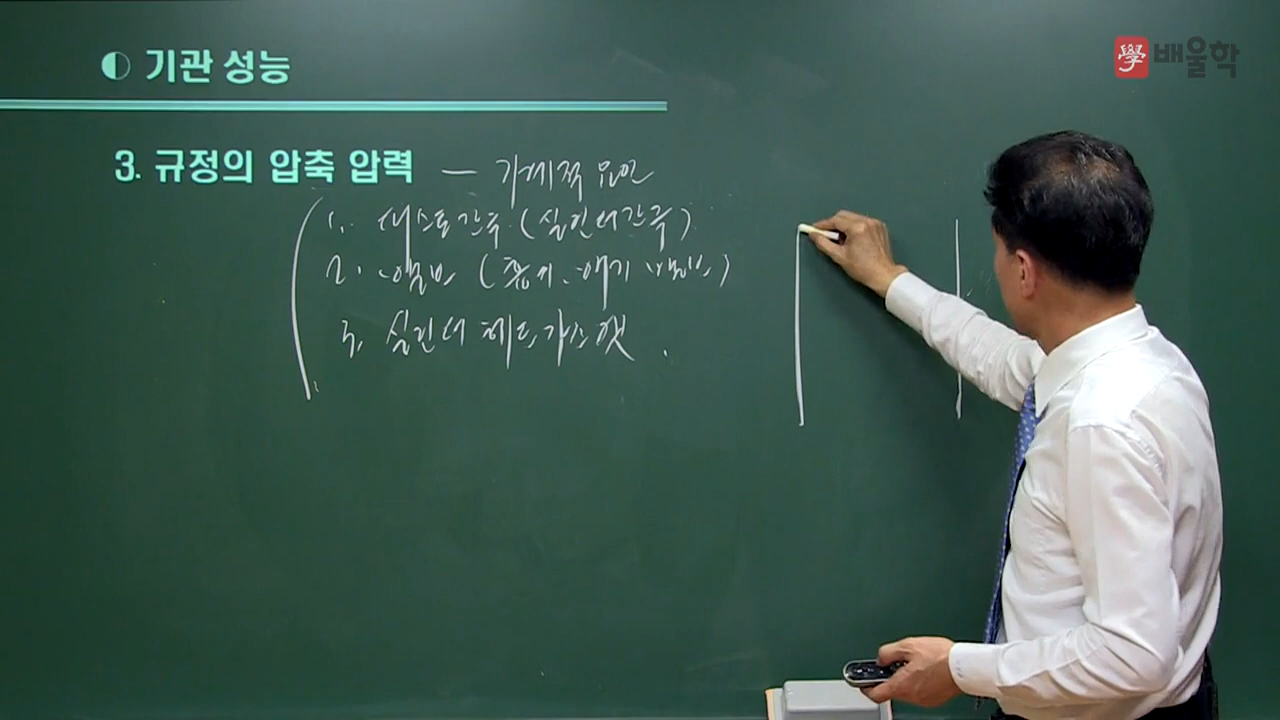 기관 성능
學 배울학
3. 규정의 압축 압력 — 기계적 요인
1. 피스톤간극 (실린더간극)
2. 밸브 (흡기, 배기 밸브)
3. 실린더 헤드가스켓